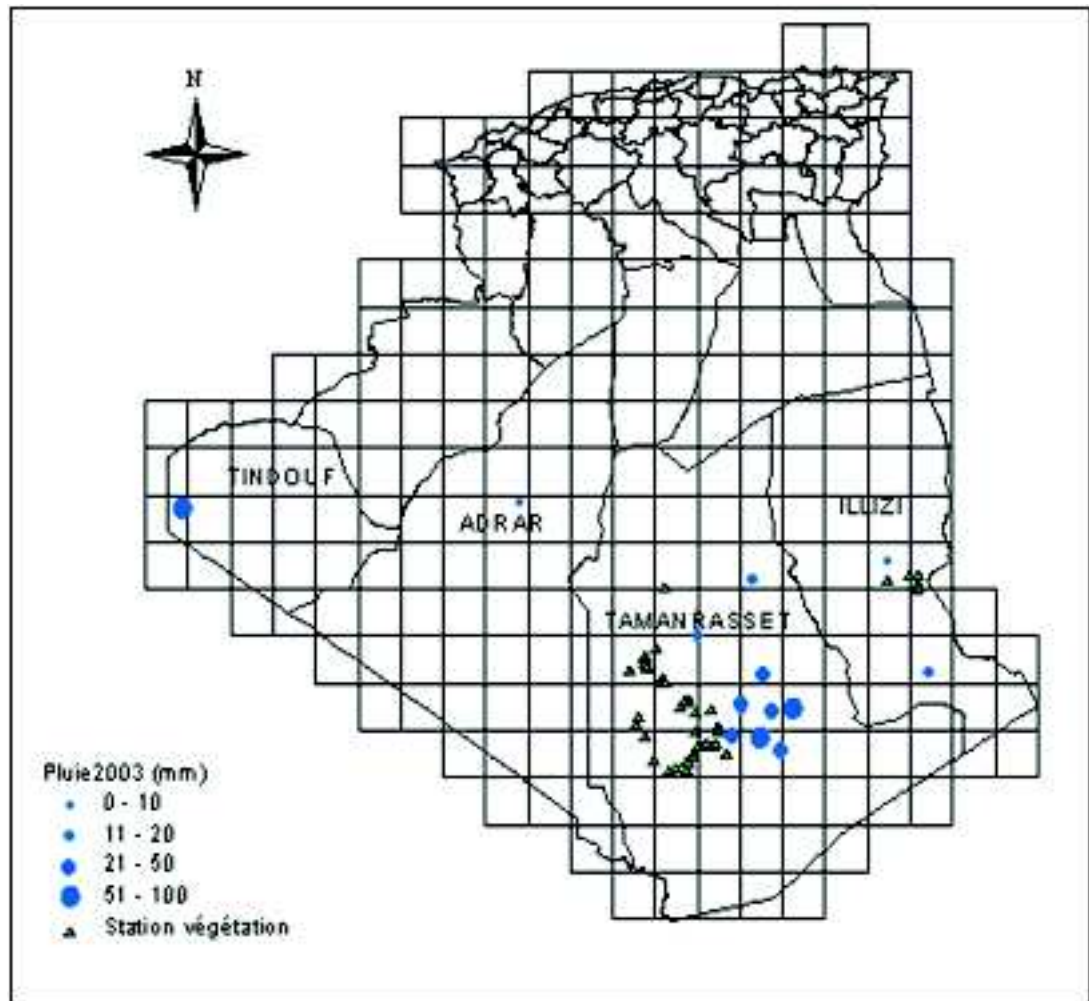 N
TINDOUF
ADRAR
ILLIZI
TAMANRASSET
Pluie2003 (mm)
0 - 10
11 - 20
21 - 50
51 - 100
Station végétation